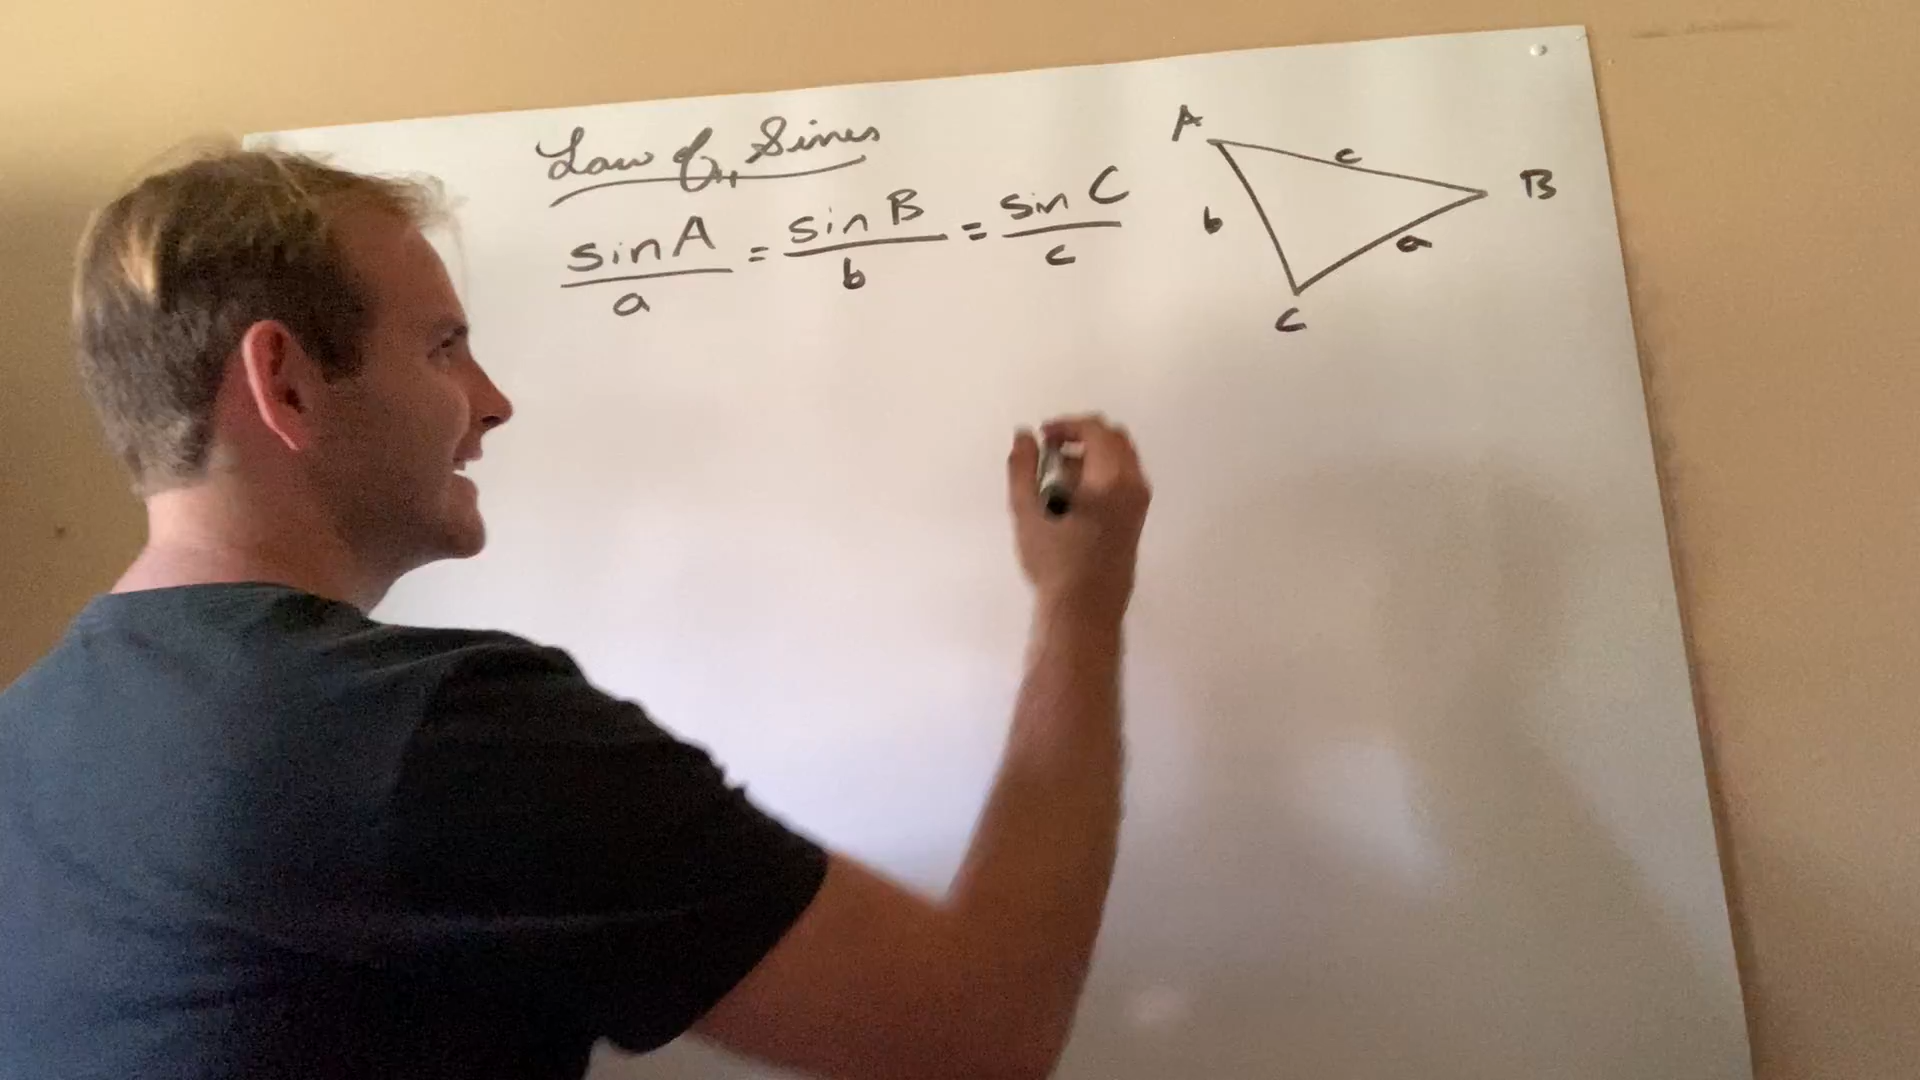 Law of Sines
sin A / a = sin B / b = sin C / c
A
c
B
b
a
C